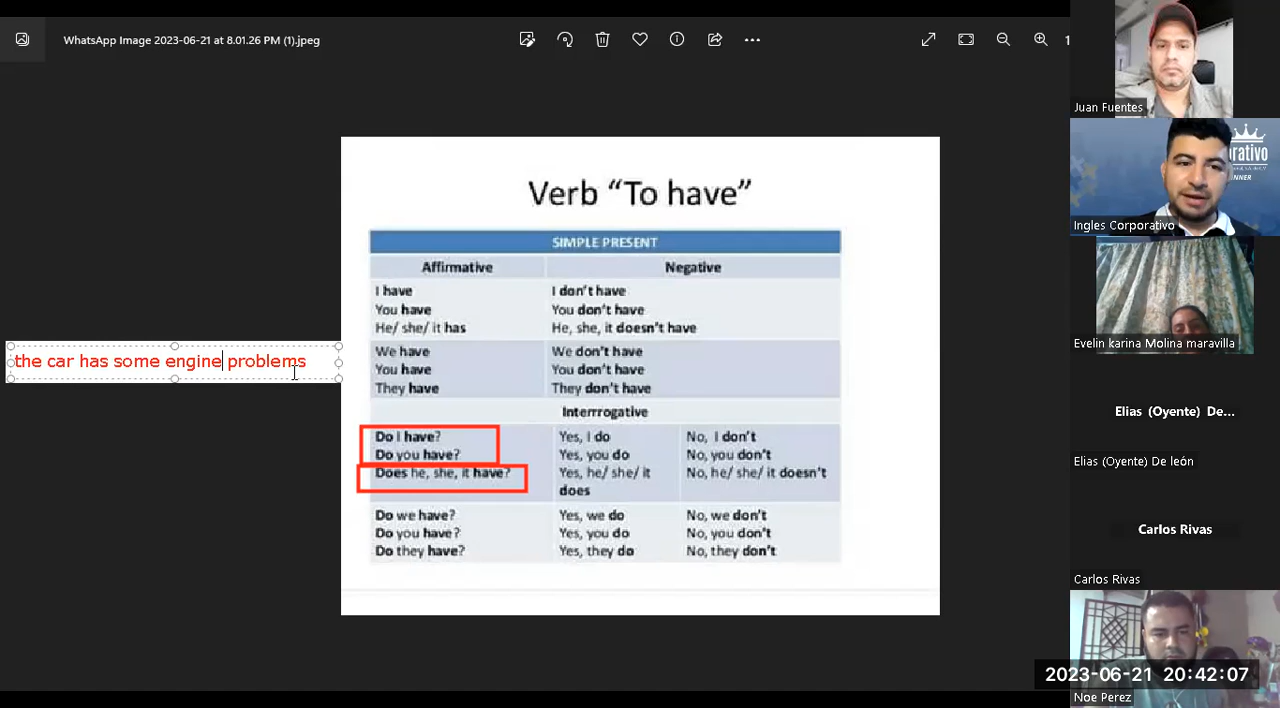 WhatsApp Image 2023-06-21 at 8.01.26 PM (1).jpeg
1
Verb “To have”
SIMPLE PRESENT
Affirmative Negative
I have I don't have
You have You don't have
He/ she/ it has He, she, it doesn't have
We have We don't have
You have You don't have
They have They don't have
Interrrogative
Do I have? Yes, I do No, I don't
Do you have? Yes, you do No, you don't
Does he, she, it have? Yes, he/ she/ it No, he/ she/ it doesn't
does
Do we have? Yes, we do No, we don't
Do you have? Yes, you do No, you don't
Do they have? Yes, they do No, they don't
the car has some engine problems
Juan Fuentes
rativo
NNER
Ingles Corporativo
Evelin karina Molina maravilla
Elias (Oyente) De...
Elias (Oyente) De león
Carlos Rivas
Carlos Rivas
2023-06-21 20:42:07
Noe Perez